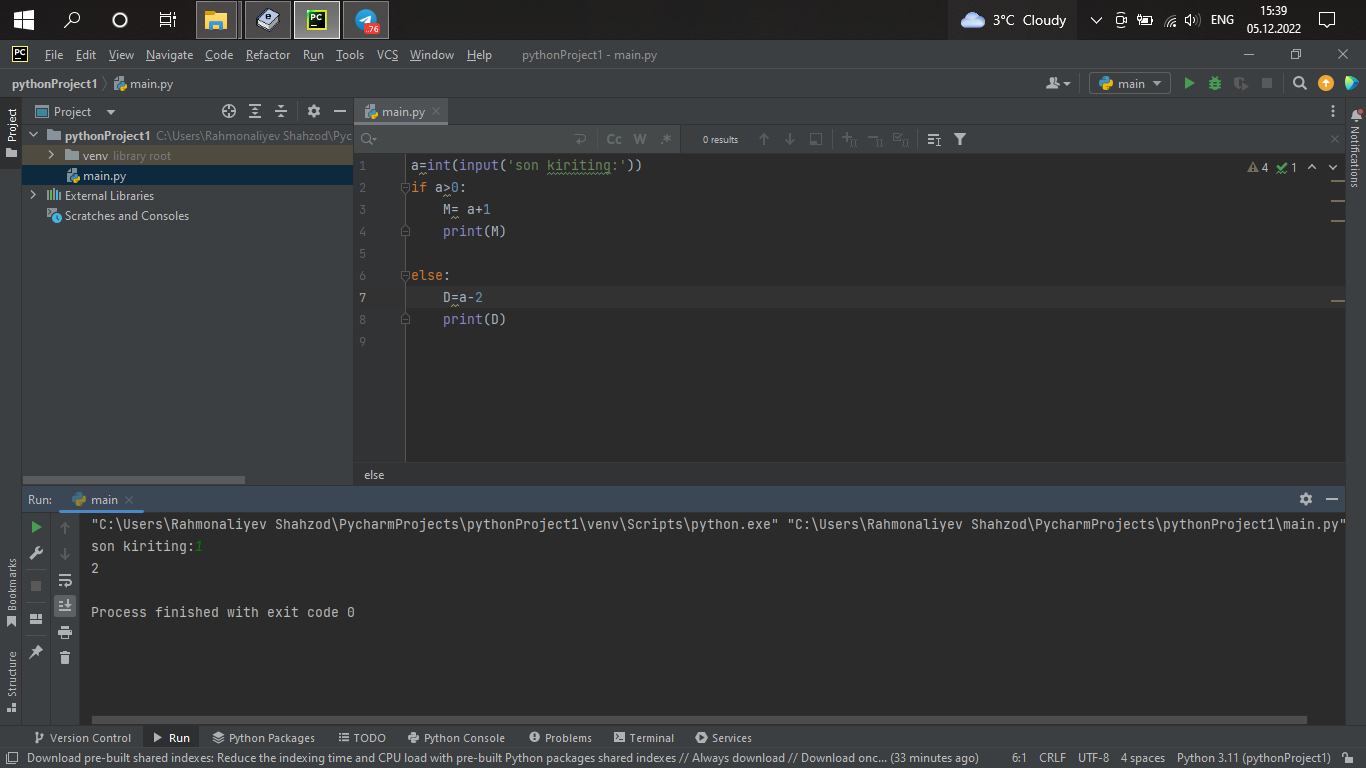 3°C Cloudy
ENG
15:39
05.12.2022
.76
PC
File Edit View Navigate Code Refactor Run Tools VCS Window Help pythonProject1 - main.py
pythonProject1 main.py
main
Project
Project
main.py
Notifications
pythonProject1 C:\Users\Rahmonaliyev Shahzod\Pyc
venv library root
main.py
External Libraries
Scratches and Consoles
Cc W .* 0 results
4 1
1 a=int(input('son kiriting:'))
2 if a>0:
3 M= a+1
4 print(M)
5
6 else:
7 D=a-2
8 print(D)
9
else
Run: main
"C:\Users\Rahmonaliyev Shahzod\PycharmProjects\pythonProject1\venv\Scripts\python.exe" "C:\Users\Rahmonaliyev Shahzod\PycharmProjects\pythonProject1\main.py"
son kiriting:1
2
Process finished with exit code 0
Bookmarks
Structure
Version Control Run Python Packages TODO Python Console Problems Terminal Services
Download pre-built shared indexes: Reduce the indexing time and CPU load with pre-built Python packages shared indexes // Always download // Download onc... (33 minutes ago) 6:1 CRLF UTF-8 4 spaces Python 3.11 (pythonProject1)